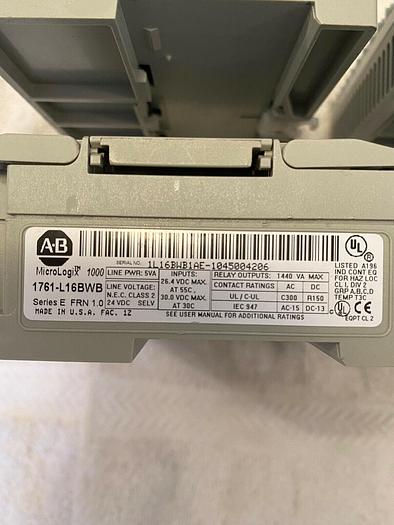 A-B
MicroLogix 1000
1761-L16BWB
Series E FRN 1.0
MADE IN U.S.A. FAC. 1Z
SERIAL NO. 1L16BWB1AE-1045004206
LINE PWR: 5VA
LINE VOLTAGE:
N.E.C. CLASS 2
24 VDC SELV
INPUTS:
26.4 VDC MAX.
AT 55C,
30.0 VDC MAX.
AT 30C
RELAY OUTPUTS: 1440 VA MAX.
CONTACT RATINGS AC DC
UL / C-UL C300 R150
IEC 947 AC-15 DC-13
SEE USER MANUAL FOR ADDITIONAL RATINGS
UL
LISTED A196
IND CONT EQ
FOR HAZ LOC
CL I, DIV 2
GRP A,B,C,D
TEMP T3C
c UL
EQPT CL 2